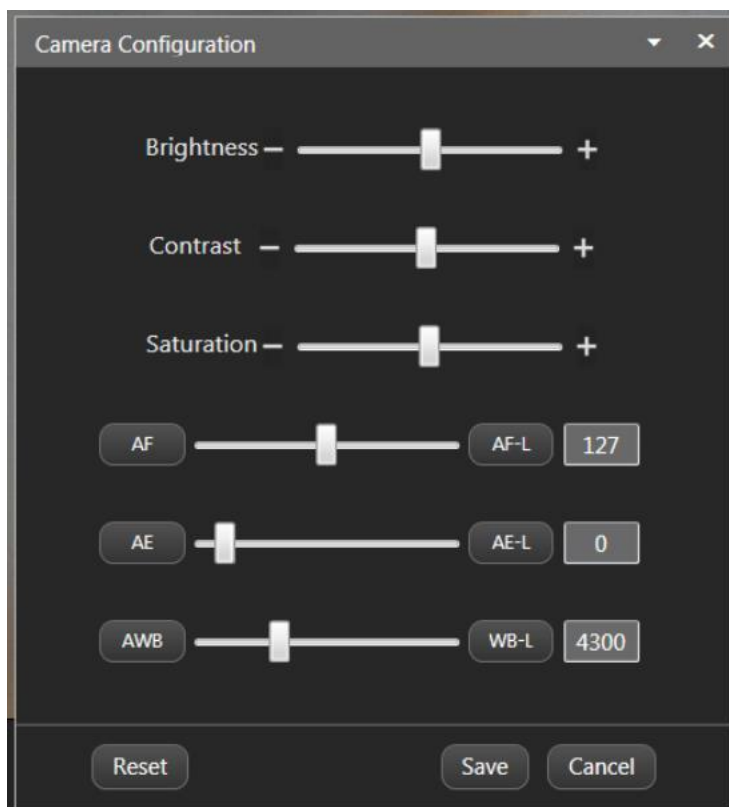 Camera Configuration
Brightness − +
Contrast − +
Saturation − +
AF AF-L 127
AE AE-L 0
AWB WB-L 4300
Reset Save Cancel